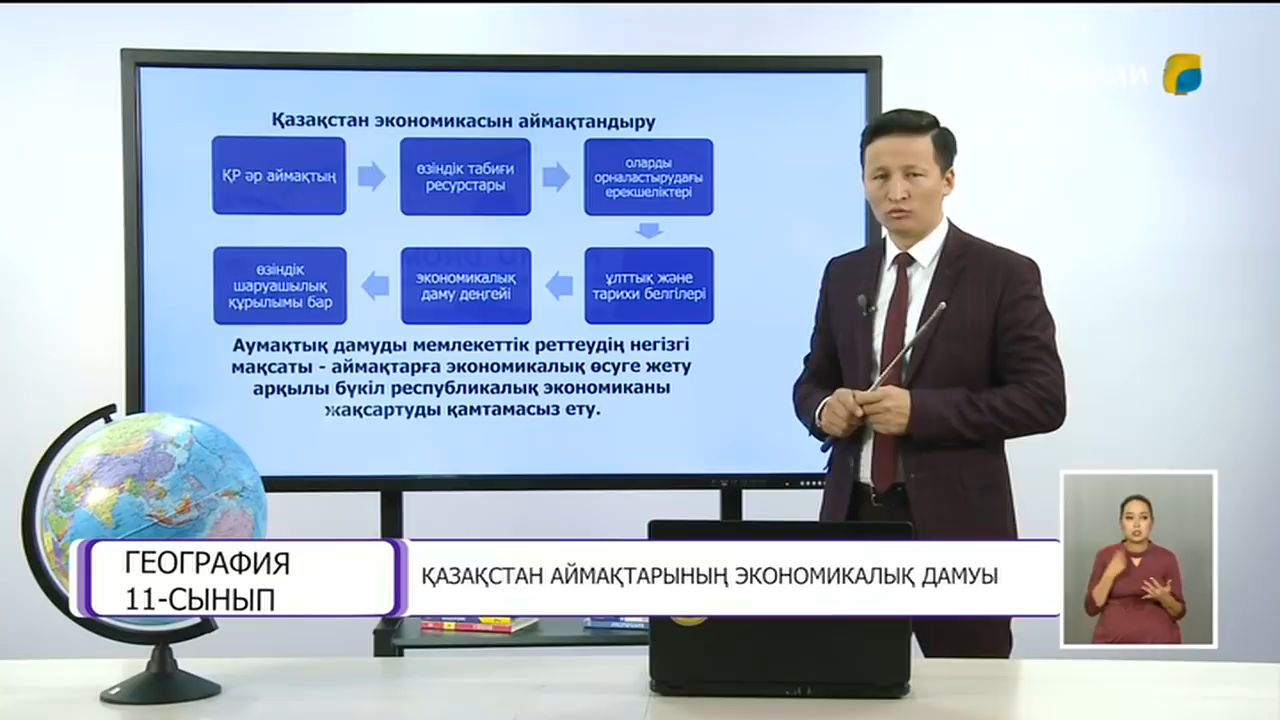 Қазақстан экономикасын аймақтандыру
ҚР әр аймақтың
өзіндік табиғи
ресурстары
оларды
орналастырудағы
ерекшеліктері
өзіндік
шаруашылық
құрылымы бар
экономикалық
даму деңгейі
ұлттық және
тарихи белгілері
Аумақтық дамуды мемлекеттік реттеудің негізгі
мақсаты - аймақтарға экономикалық өсуге жету
арқылы бүкіл республикалық экономиканы
жақсартуды қамтамасыз ету.
ГЕОГРАФИЯ
11-СЫНЫП
ҚАЗАҚСТАН АЙМАҚТАРЫНЫҢ ЭКОНОМИКАЛЫҚ ДАМУЫ